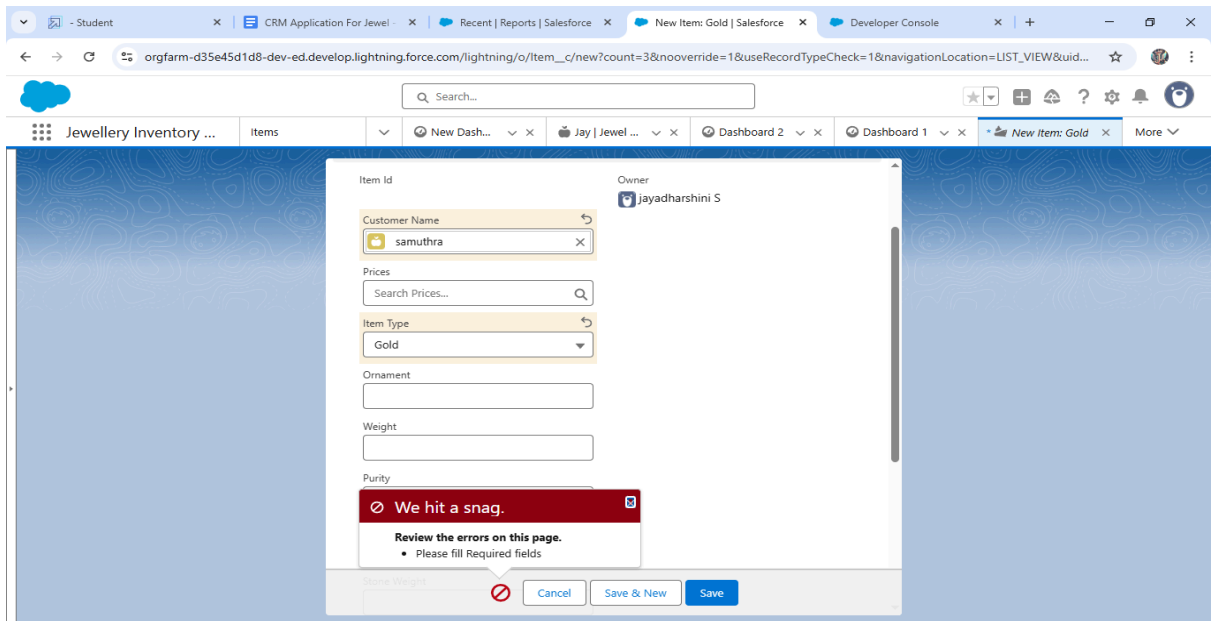 - Student
CRM Application For Jewel -
Recent | Reports | Salesforce
New Item: Gold | Salesforce
Developer Console
orgfarm-d35e45d1d8-dev-ed.develop.lightning.force.com/lightning/o/Item__c/new?count=3&nooverride=1&useRecordTypeCheck=1&navigationLocation=LIST_VIEW&uid...
Search...
Jewellery Inventory ...
Items
New Dash...
Jay | Jewel ...
Dashboard 2
Dashboard 1
* New Item: Gold
More
Item Id
Owner
jayadharshini S
Customer Name
samuthra
Prices
Search Prices...
Item Type
Gold
Ornament
Weight
Purity
We hit a snag.
Review the errors on this page.
• Please fill Required fields
Stone Weight
Cancel
Save & New
Save